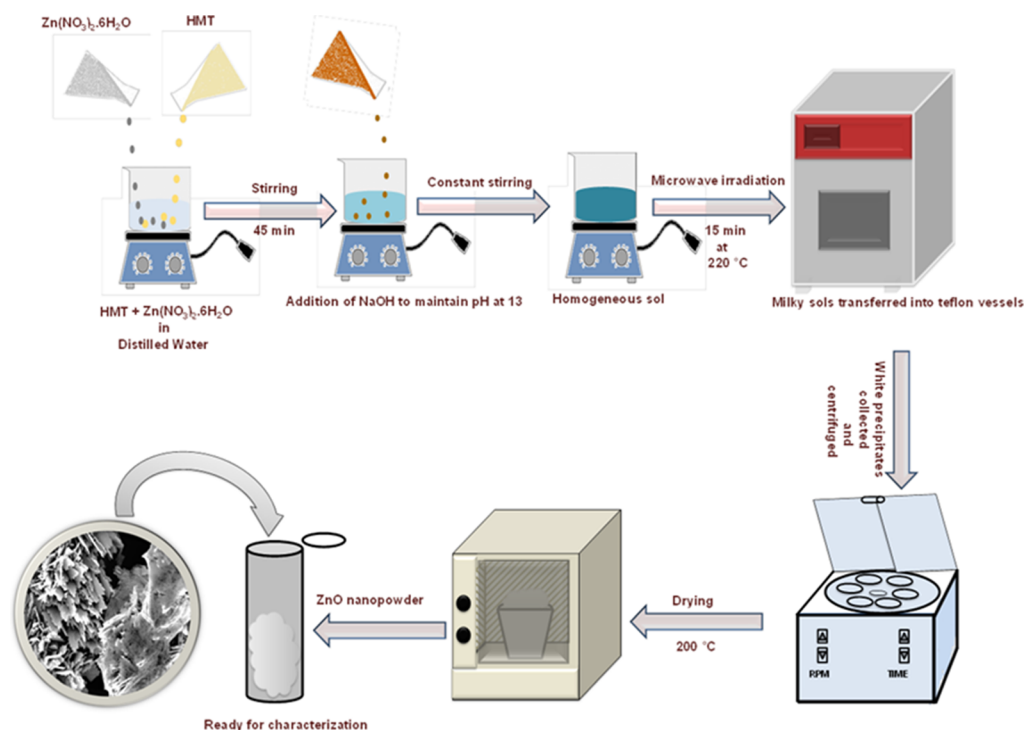 Zn(NO₃)₂.6H₂O
HMT
Stirring
45 min
Constant stirring
Microwave irradiation
15 min
at
220 °C
HMT + Zn(NO₃)₂.6H₂O
in
Distilled Water
Addition of NaOH to maintain pH at 13
Homogeneous sol
Milky sols transferred into teflon vessels
White precipitates
collected
and
centrifuged
RPM
TIME
Drying
200 °C
ZnO nanopowder
Ready for characterization